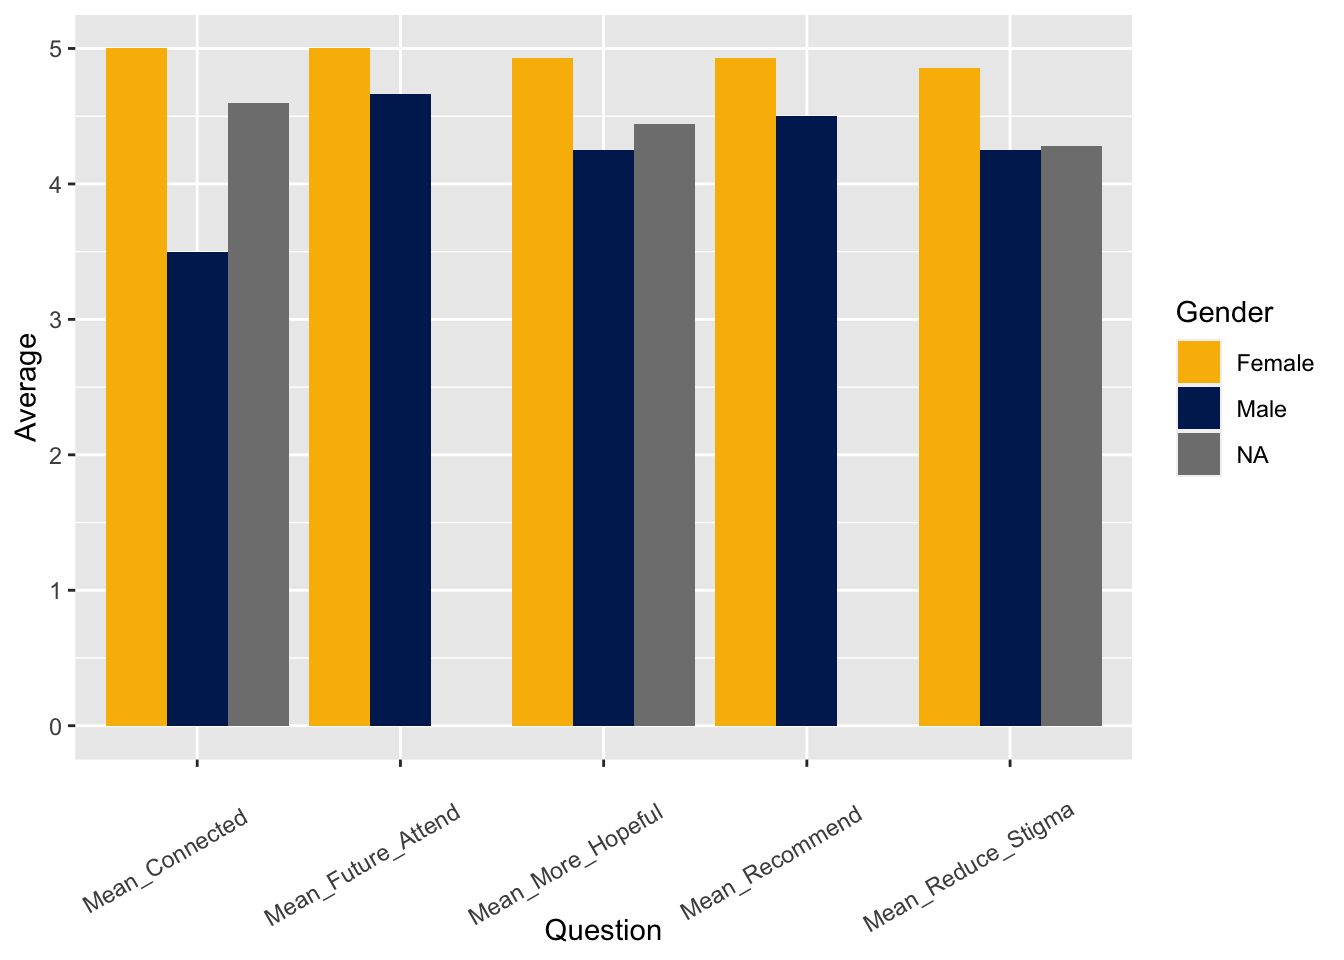 5
4
3
2
1
0
Average
Mean_Connected
Mean_Future_Attend
Mean_More_Hopeful
Mean_Recommend
Mean_Reduce_Stigma
Question
Gender
Female
Male
NA